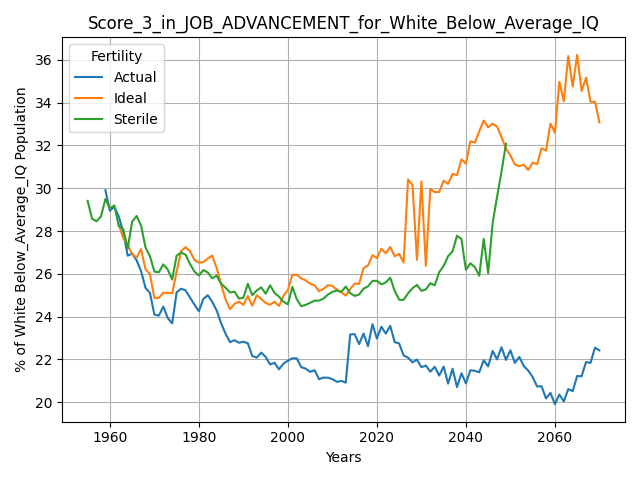 Score_3_in_JOB_ADVANCEMENT_for_White_Below_Average_IQ
Fertility
Actual
Ideal
Sterile
% of White Below_Average_IQ Population
36
34
32
30
28
26
24
22
20
1960
1980
2000
2020
2040
2060
Years